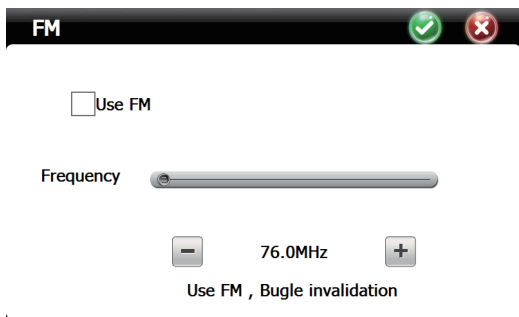 FM
Use FM
Frequency
76.0MHz
Use FM , Bugle invalidation